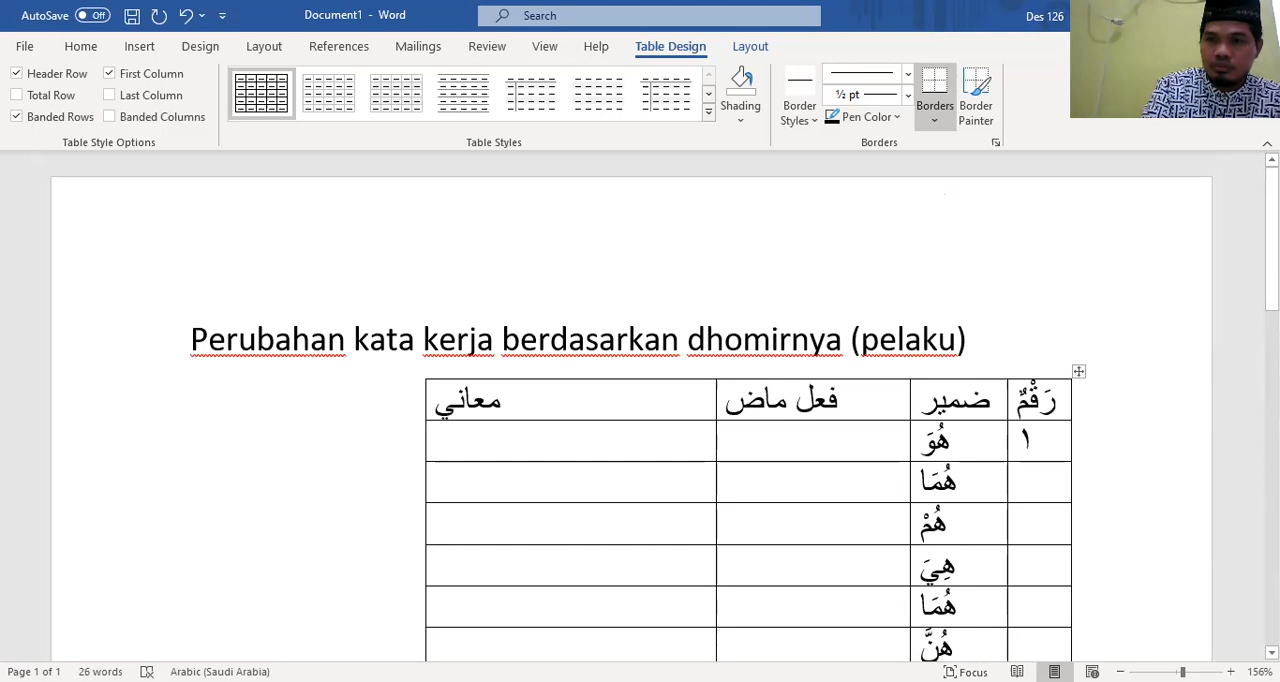 AutoSave Off Document1 - Word Search Des 126
File Home Insert Design Layout References Mailings Review View Help Table Design Layout
Header Row First Column
Total Row Last Column
Banded Rows Banded Columns
Table Style Options
Table Styles
Shading
Border Styles
½ pt
Pen Color
Borders
Border Painter
Borders
Perubahan kata kerja berdasarkan dhomirnya (pelaku)
رَقْمٌ ضمير فعل ماض معاني
١ هُوَ
هُمَا
هُمْ
هِيَ
هُمَا
هُنَّ
Page 1 of 1 26 words Arabic (Saudi Arabia) Focus 156%